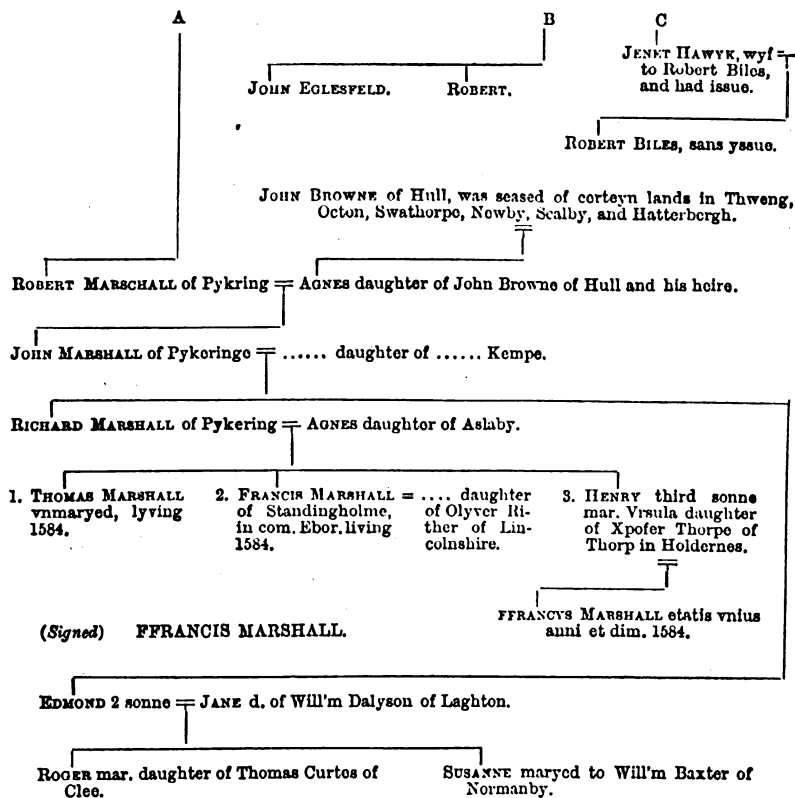 A
B C
JENET HAWYK, wyf
to Robert Biles,
and had issue.
JOHN EGLESFELD. ROBERT.
ROBERT BILES, sans yssue.
JOHN BROWNE of Hull, was seased of certeyn lands in Thweng,
Octon, Swathorpe, Newby, Scalby, and Hatterbergh.
ROBERT MARSCHALL of Pykring = AGNES daughter of John Browne of Hull and his heire.
JOHN MARSHALL of Pykeringe = ...... daughter of ...... Kempe.
RICHARD MARSHALL of Pykering = AGNES daughter of Aslaby.
1. THOMAS MARSHALL
vnmaryed, lyving
1584.
2. FRANCIS MARSHALL =
of Standingholme,
in com. Ebor. living
1584.
.... daughter
of Olyver Ri-
ther of Lin-
colnshire.
3. HENRY third sonne
mar. Vrsula daughter
of Xpofer Thorpe of
Thorp in Holdernes.
FFRANCYS MARSHALL etatis vnius
anni et dim. 1584.
(Signed) FFRANCIS MARSHALL.
EDMOND 2 sonne = JANE d. of Will'm Dalyson of Laghton.
ROGER mar. daughter of Thomas Curtes of
Clee.
SUSANNE maryed to Will'm Baxter of
Normanby.